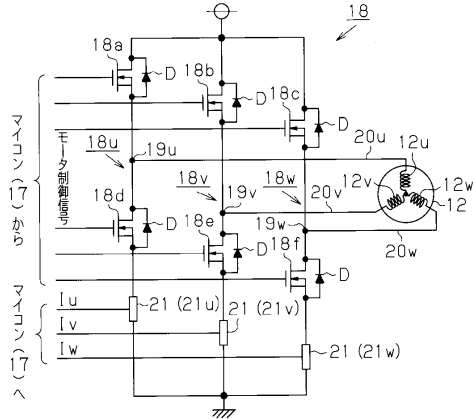 18
18a
D
18b
D
18c
D
マイコン(17)から
モータ制御信号
18u
19u
20u
12u
12v
12w
12
18v
19v
18w
20v
19w
20w
18d
D
18e
D
18f
D
マイコン(17)へ
Iu
Iv
Iw
21(21u)
21(21v)
21(21w)